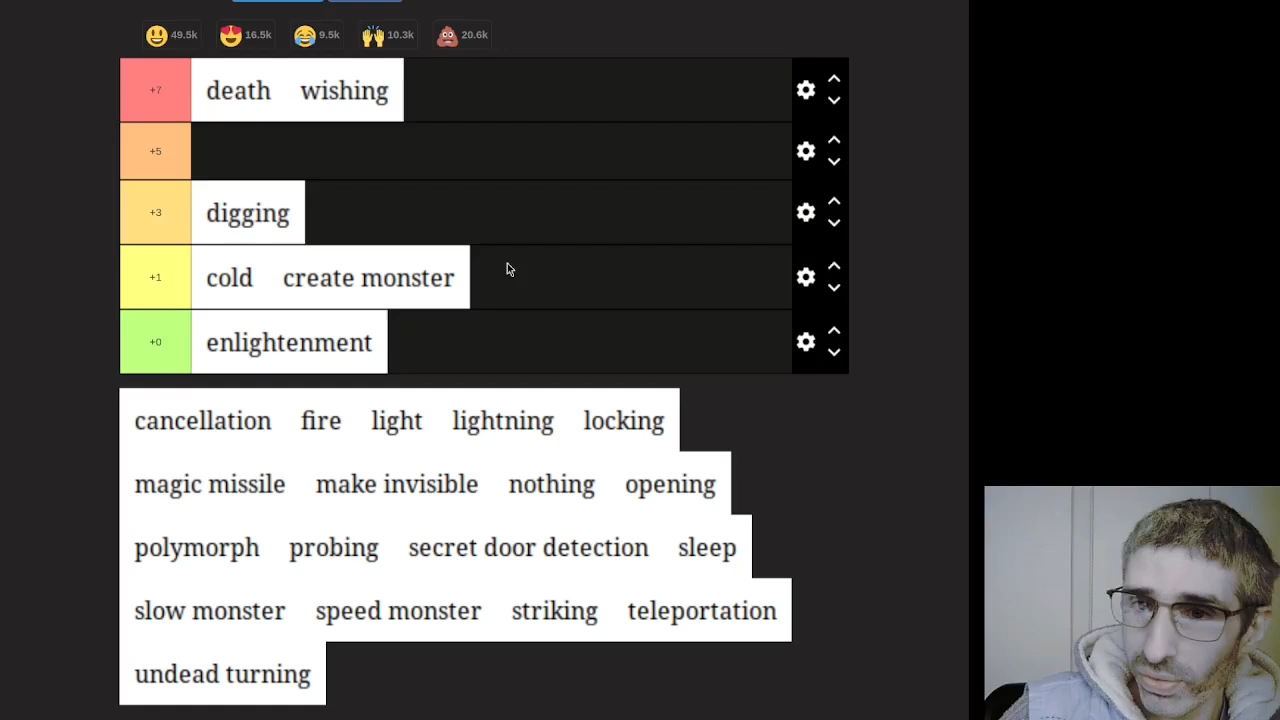 49.5k 16.5k 9.5k 10.3k 20.6k
+7 death wishing
+5
+3 digging
+1 cold create monster
+0 enlightenment
cancellation fire light lightning locking
magic missile make invisible nothing opening
polymorph probing secret door detection sleep
slow monster speed monster striking teleportation
undead turning